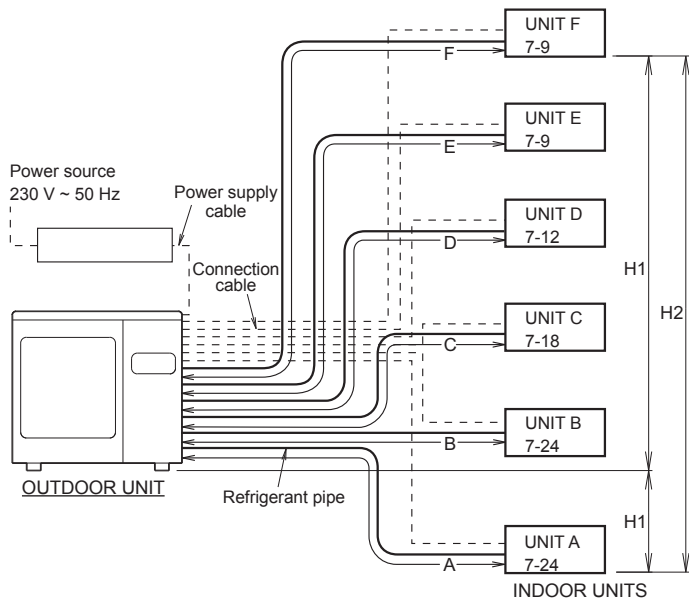 UNIT F
7-9
F
UNIT E
7-9
E
Power source
230 V ~ 50 Hz
Power supply
cable
UNIT D
7-12
D
H1
H2
Connection
cable
UNIT C
7-18
C
UNIT B
7-24
B
OUTDOOR UNIT
Refrigerant pipe
H1
UNIT A
7-24
A
INDOOR UNITS